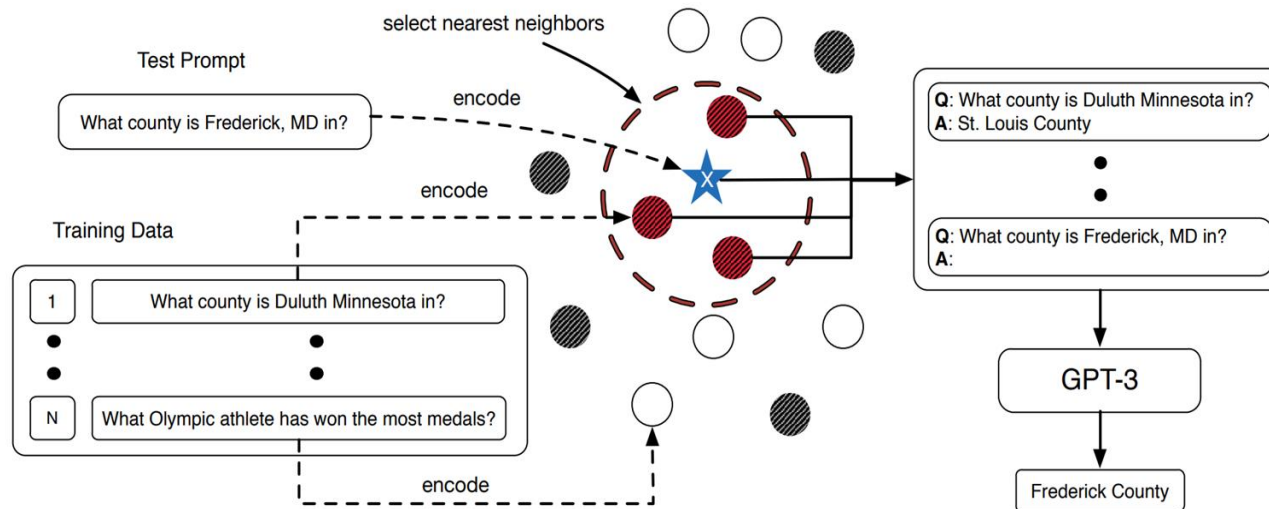 select nearest neighbors
Test Prompt
encode
What county is Frederick, MD in?
X
encode
Training Data
1
What county is Duluth Minnesota in?
N
What Olympic athlete has won the most medals?
encode
Q: What county is Duluth Minnesota in?
A: St. Louis County
Q: What county is Frederick, MD in?
A:
GPT-3
Frederick County